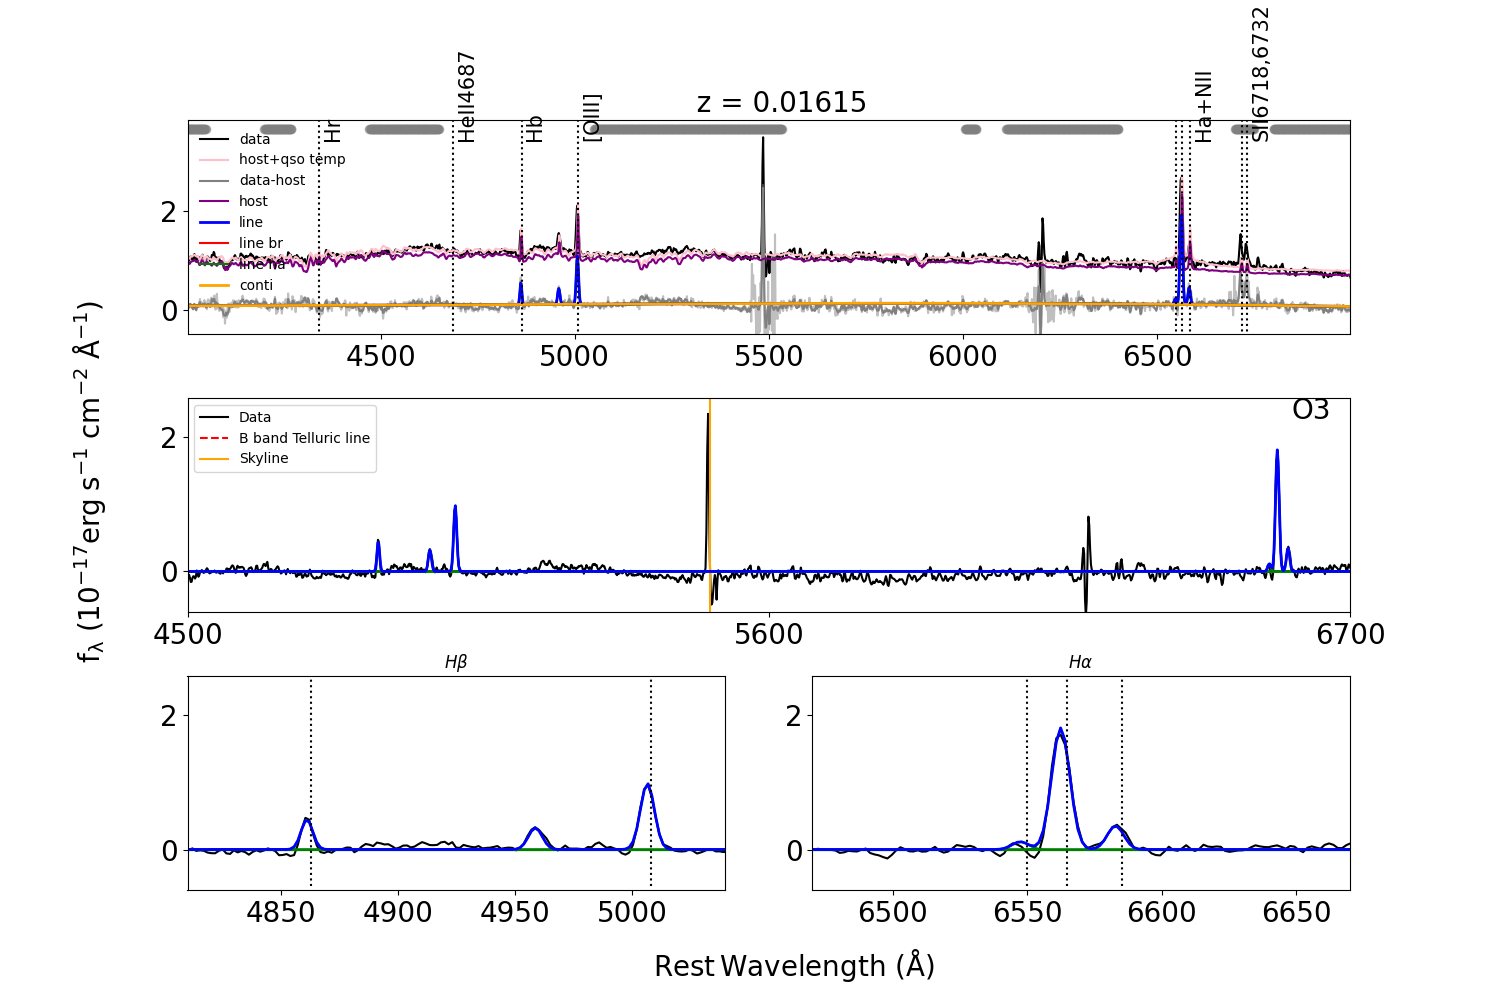 z = 0.01615
Hr
HeII4687
Hb
[OIII]
Ha+NII
SII6718,6732
data
host+qso temp
data-host
host
line
line br
line na
conti
2
0
4500 5000 5500 6000 6500
O3
Data
B band Telluric line
Skyline
2
0
4500 5600 6700
fλ (10⁻¹⁷erg s⁻¹ cm⁻² Å⁻¹)
Hβ
2
0
4850 4900 4950 5000
Hα
2
0
6500 6550 6600 6650
Rest Wavelength (Å)